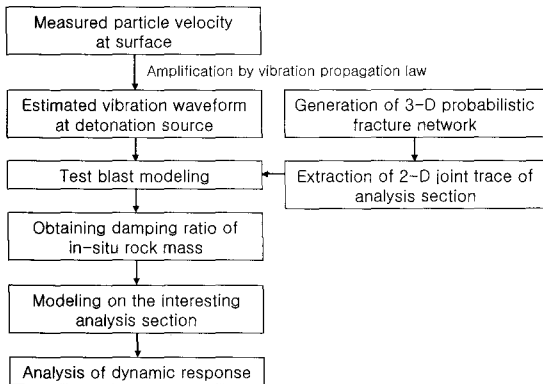 Measured particle velocity
at surface
Amplification by vibration propagation law
Estimated vibration waveform
at detonation source
Generation of 3-D probabilistic
fracture network
Test blast modeling
Extraction of 2-D joint trace of
analysis section
Obtaining damping ratio of
in-situ rock mass
Modeling on the interesting
analysis section
Analysis of dynamic response